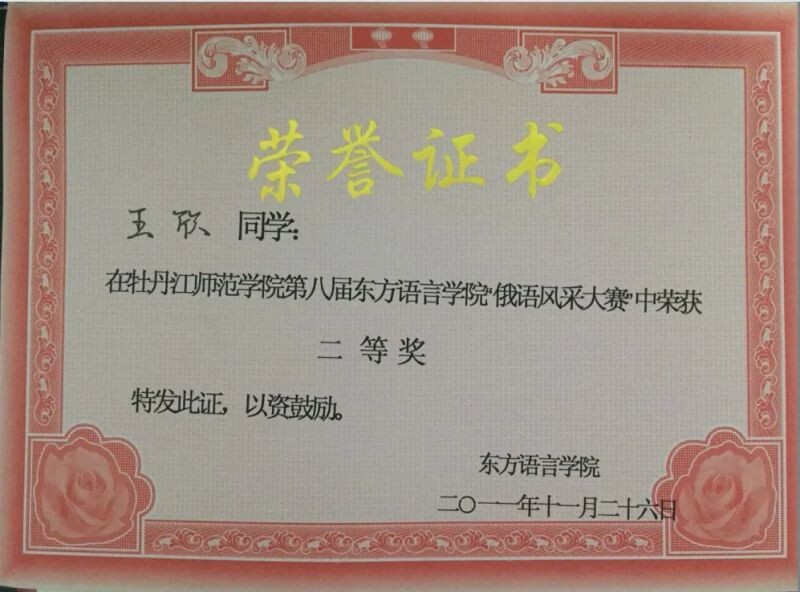 荣誉证书
王欣 同学:
在牡丹江师范学院第八届东方语言学院“俄语风采大赛”中荣获
二 等 奖
特发此证，以资鼓励。
东方语言学院
二〇一一年十一月二十六日